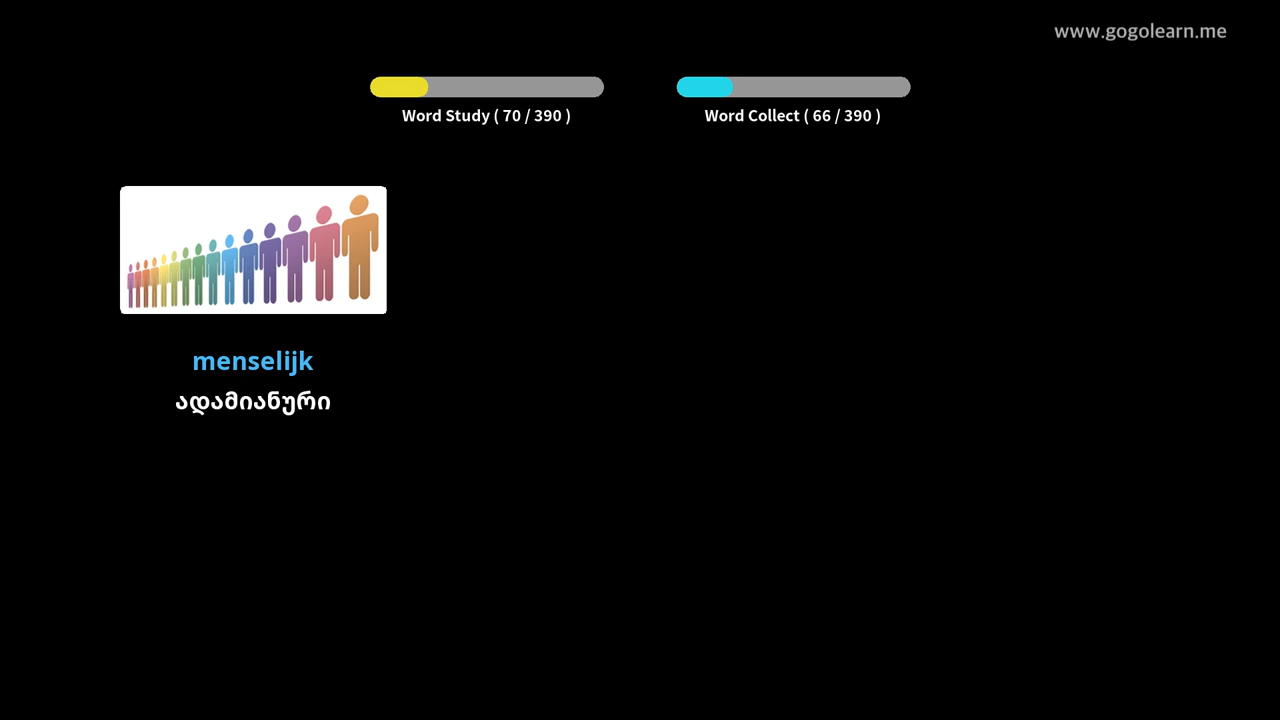 www.gogolearn.me
Word Study ( 70 / 390 )
Word Collect ( 66 / 390 )
menselijk
ადამიანური